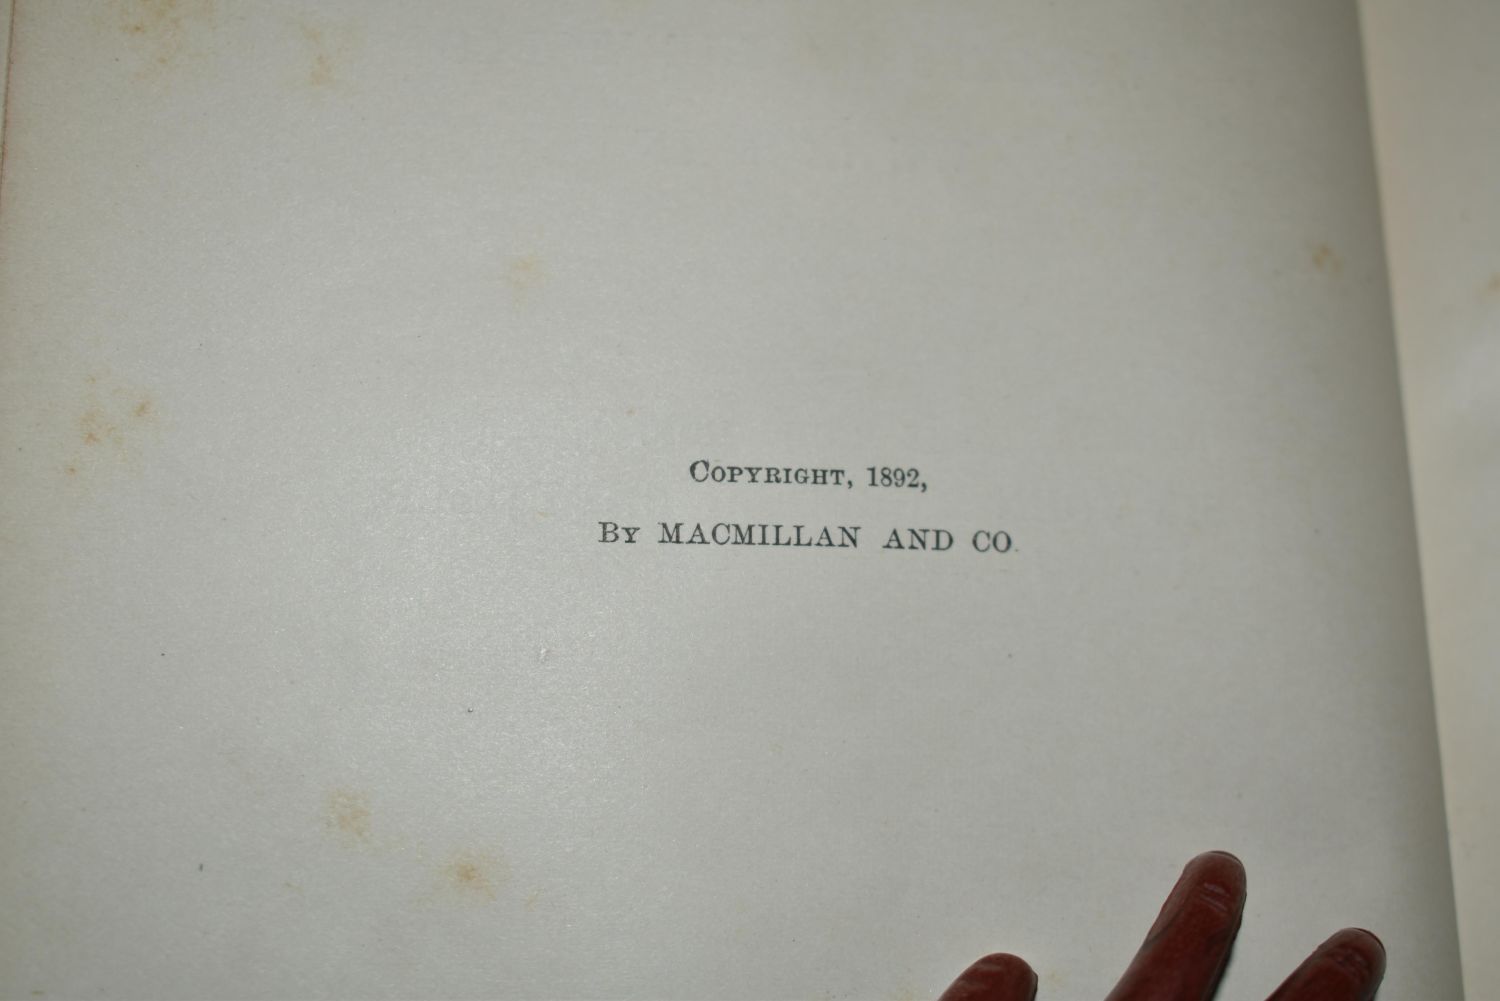 Copyright, 1892,
By MACMILLAN AND CO.